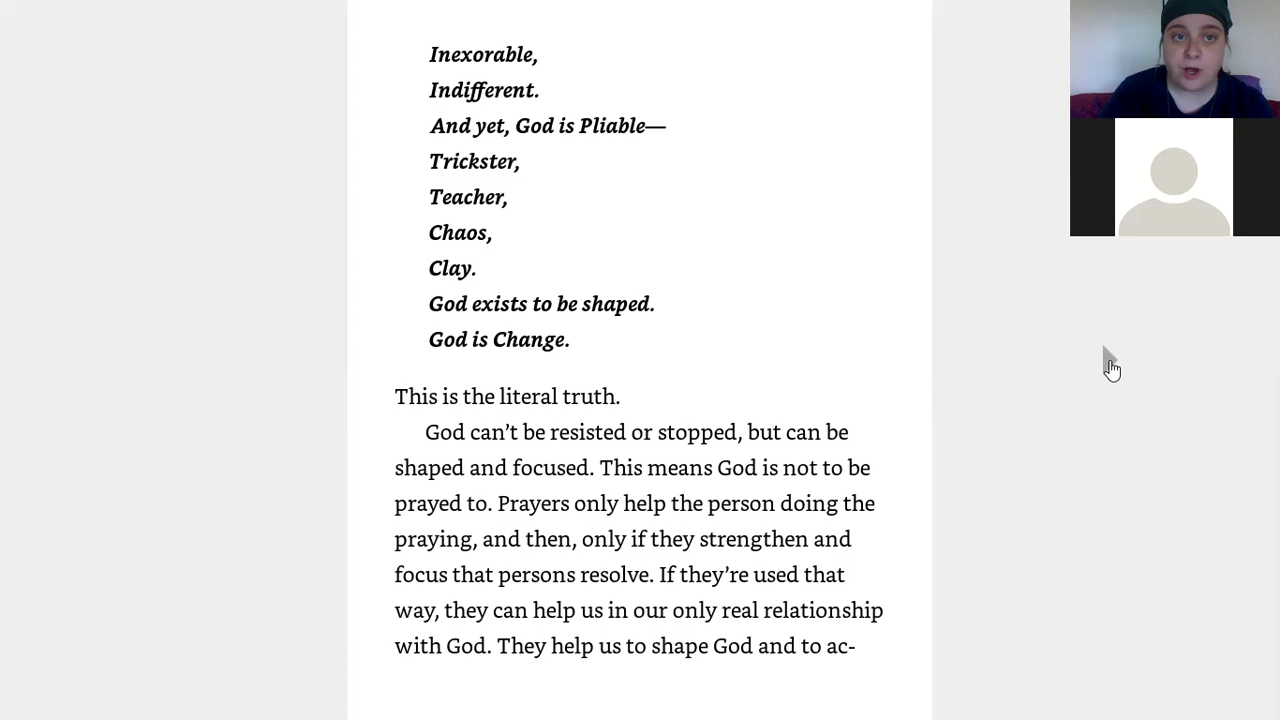 Inexorable,
Indifferent.
And yet, God is Pliable—
Trickster,
Teacher,
Chaos,
Clay.
God exists to be shaped.
God is Change.
This is the literal truth.
God can’t be resisted or stopped, but can be
shaped and focused. This means God is not to be
prayed to. Prayers only help the person doing the
praying, and then, only if they strengthen and
focus that persons resolve. If they’re used that
way, they can help us in our only real relationship
with God. They help us to shape God and to ac-